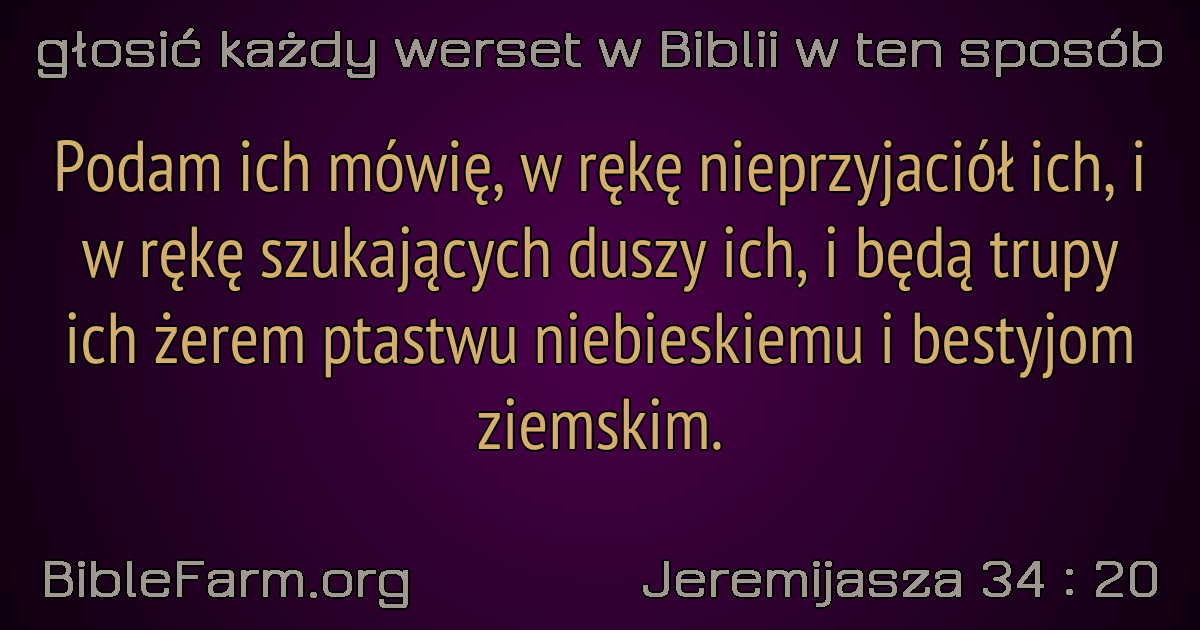 głosić każdy werset w Biblii w ten sposób
Podam ich mówię, w rękę nieprzyjaciół ich, i
w rękę szukających duszy ich, i będą trupy
ich żerem ptastwu niebieskiemu i bestyjom
ziemskim.
BibleFarm.org
Jeremijasza 34 : 20